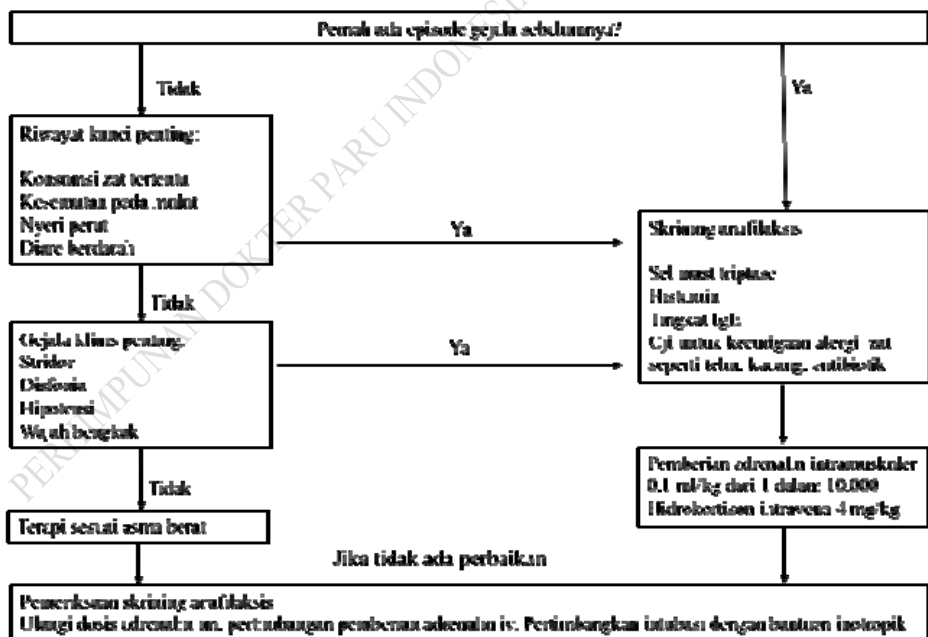 Pernah ada episode gejala sebelumnya?
Tidak
Ya
Riwayat kunci penting:
Konsumsi zat tertentu
Kesemutan pada mulut
Nyeri perut
Diare berdarah
Ya
Skrining anafilaksis
Sel mast triptase
Histamin
Tingkat IgE
Uji untuk kecurigaan alergi zat
seperti telur, kacang, antibiotik
Tidak
Gejala klinis penting
Stridor
Disfonia
Hipotensi
Wajah bengkak
Ya
Pemberian adrenalin intramuskuler
0.1 ml/kg dari 1 dalam 10.000
Hidrokortison intravena 4 mg/kg
Tidak
Terapi sesuai asma berat
Jika tidak ada perbaikan
Pemeriksaan skrining anafilaksis
Ulangi dosis adrenalin im, pertimbangan pemberian adrenalin iv. Pertimbangkan intubasi dengan bantuan inotropik
PERHIMPUNAN DOKTER PARU INDONESIA